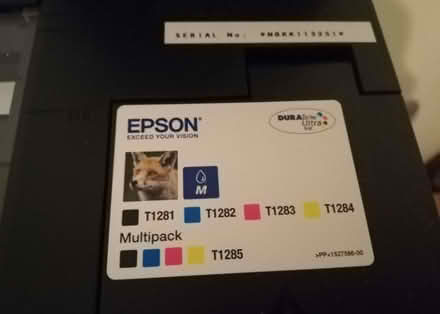 SERIAL No:
EPSON
EXCEED YOUR VISION
DURABrite
Ultra
Ink
M
T1281 T1282 T1283 T1284
Multipack
T1285